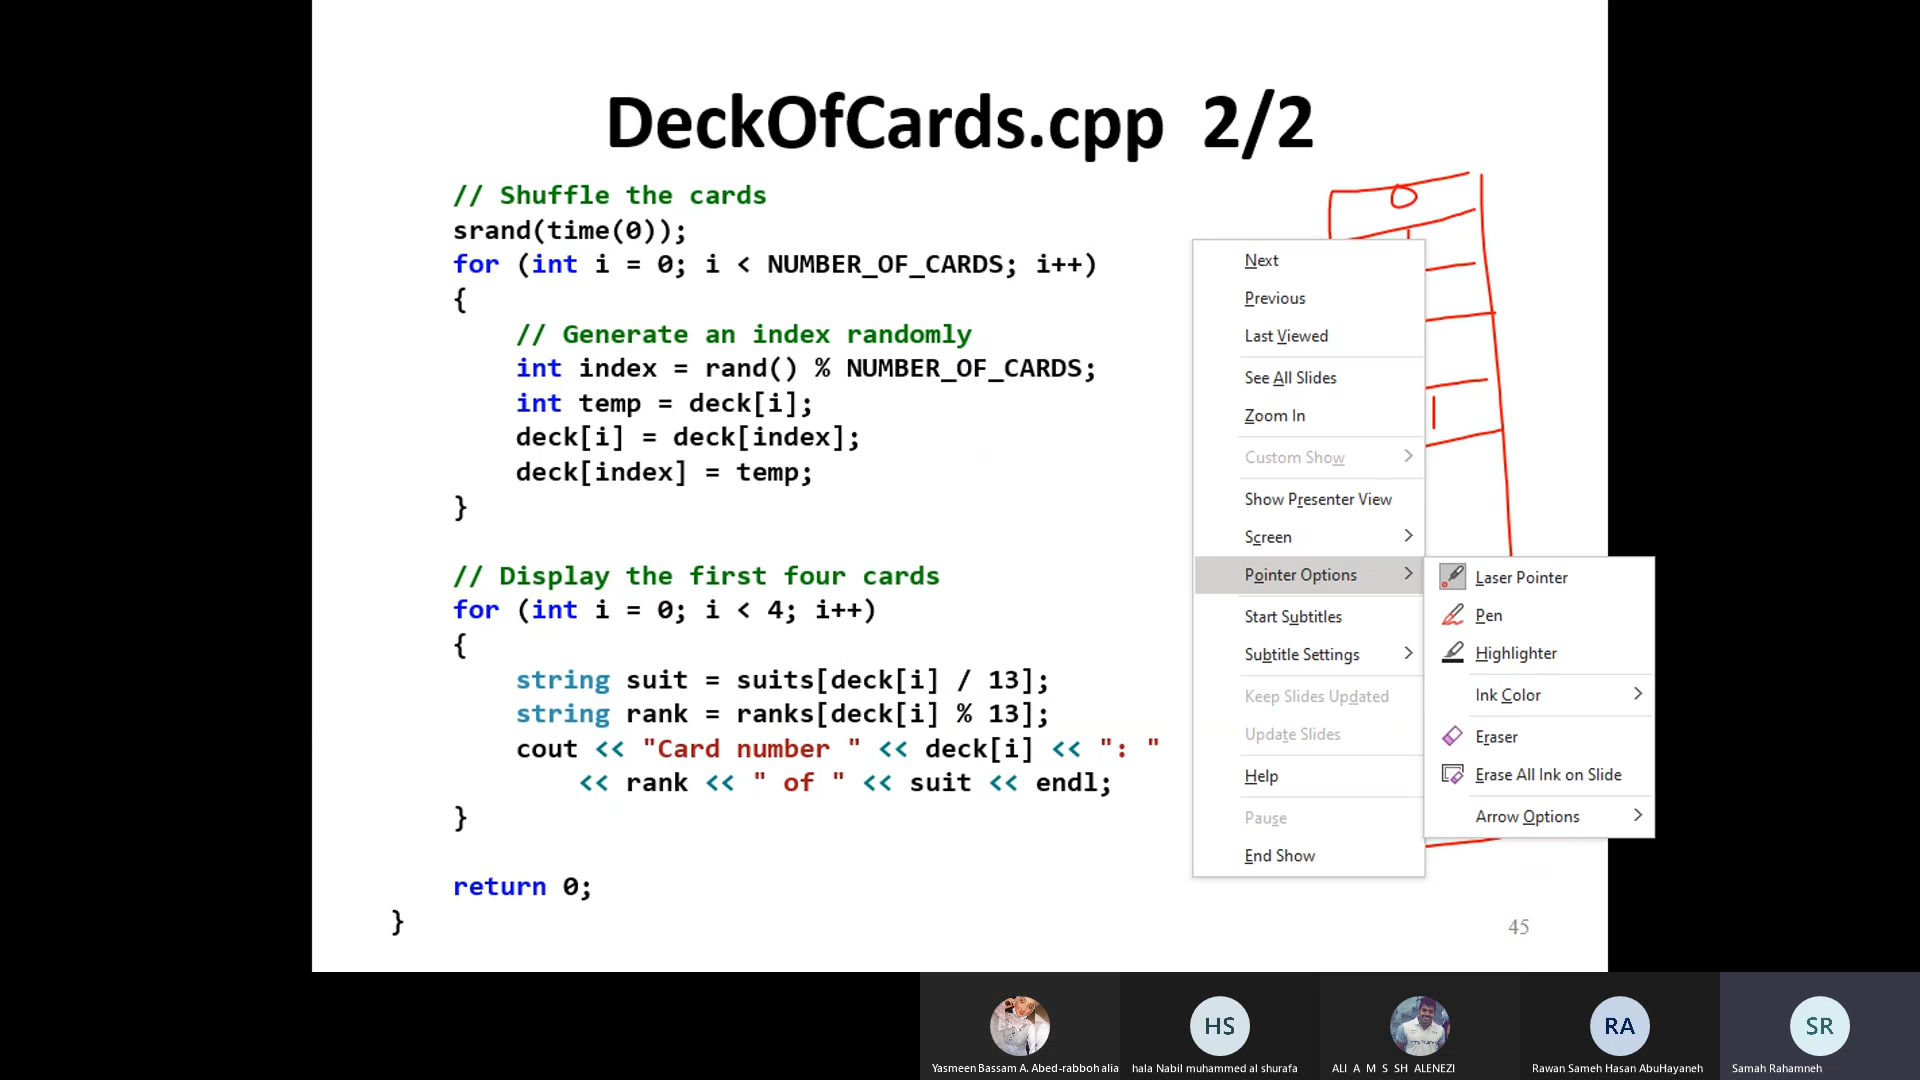 DeckOfCards.cpp 2/2
// Shuffle the cards
srand(time(0));
for (int i = 0; i < NUMBER_OF_CARDS; i++)
{
// Generate an index randomly
int index = rand() % NUMBER_OF_CARDS;
int temp = deck[i];
deck[i] = deck[index];
deck[index] = temp;
}
// Display the first four cards
for (int i = 0; i < 4; i++)
{
string suit = suits[deck[i] / 13];
string rank = ranks[deck[i] % 13];
cout << "Card number " << deck[i] << ": "
<< rank << " of " << suit << endl;
}
return 0;
}
0
Next
Previous
Last Viewed
See All Slides
Zoom In
Custom Show
Show Presenter View
Screen
Pointer Options
Start Subtitles
Subtitle Settings
Keep Slides Updated
Update Slides
Help
Pause
End Show
Laser Pointer
Pen
Highlighter
Ink Color
Eraser
Erase All Ink on Slide
Arrow Options
45
HS
RA
SR
Yasmeen Bassam A. Abed-rabboh alia
hala Nabil muhammed al shurafa
ALI A M S SH ALENEZI
Rawan Sameh Hasan AbuHayaneh
Samah Rahamneh